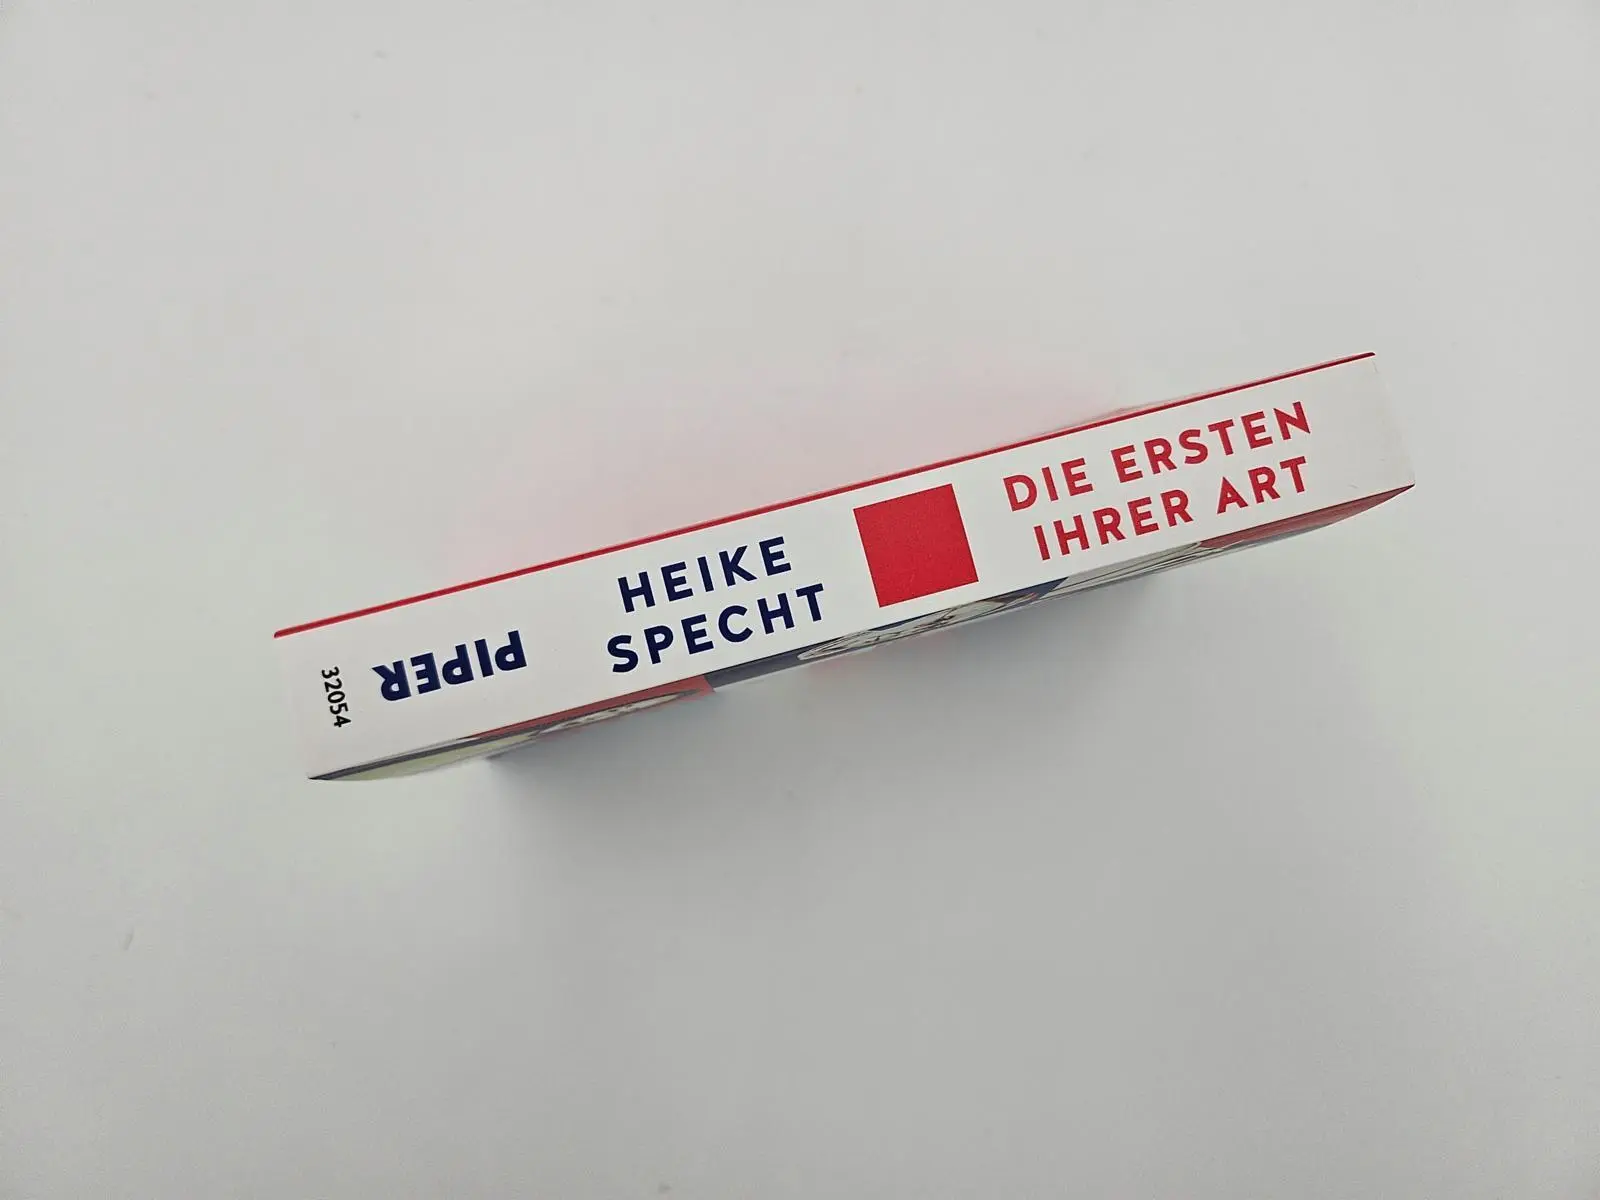 DIE ERSTEN
IHRER ART
HEIKE
SPECHT
PIPER
32054